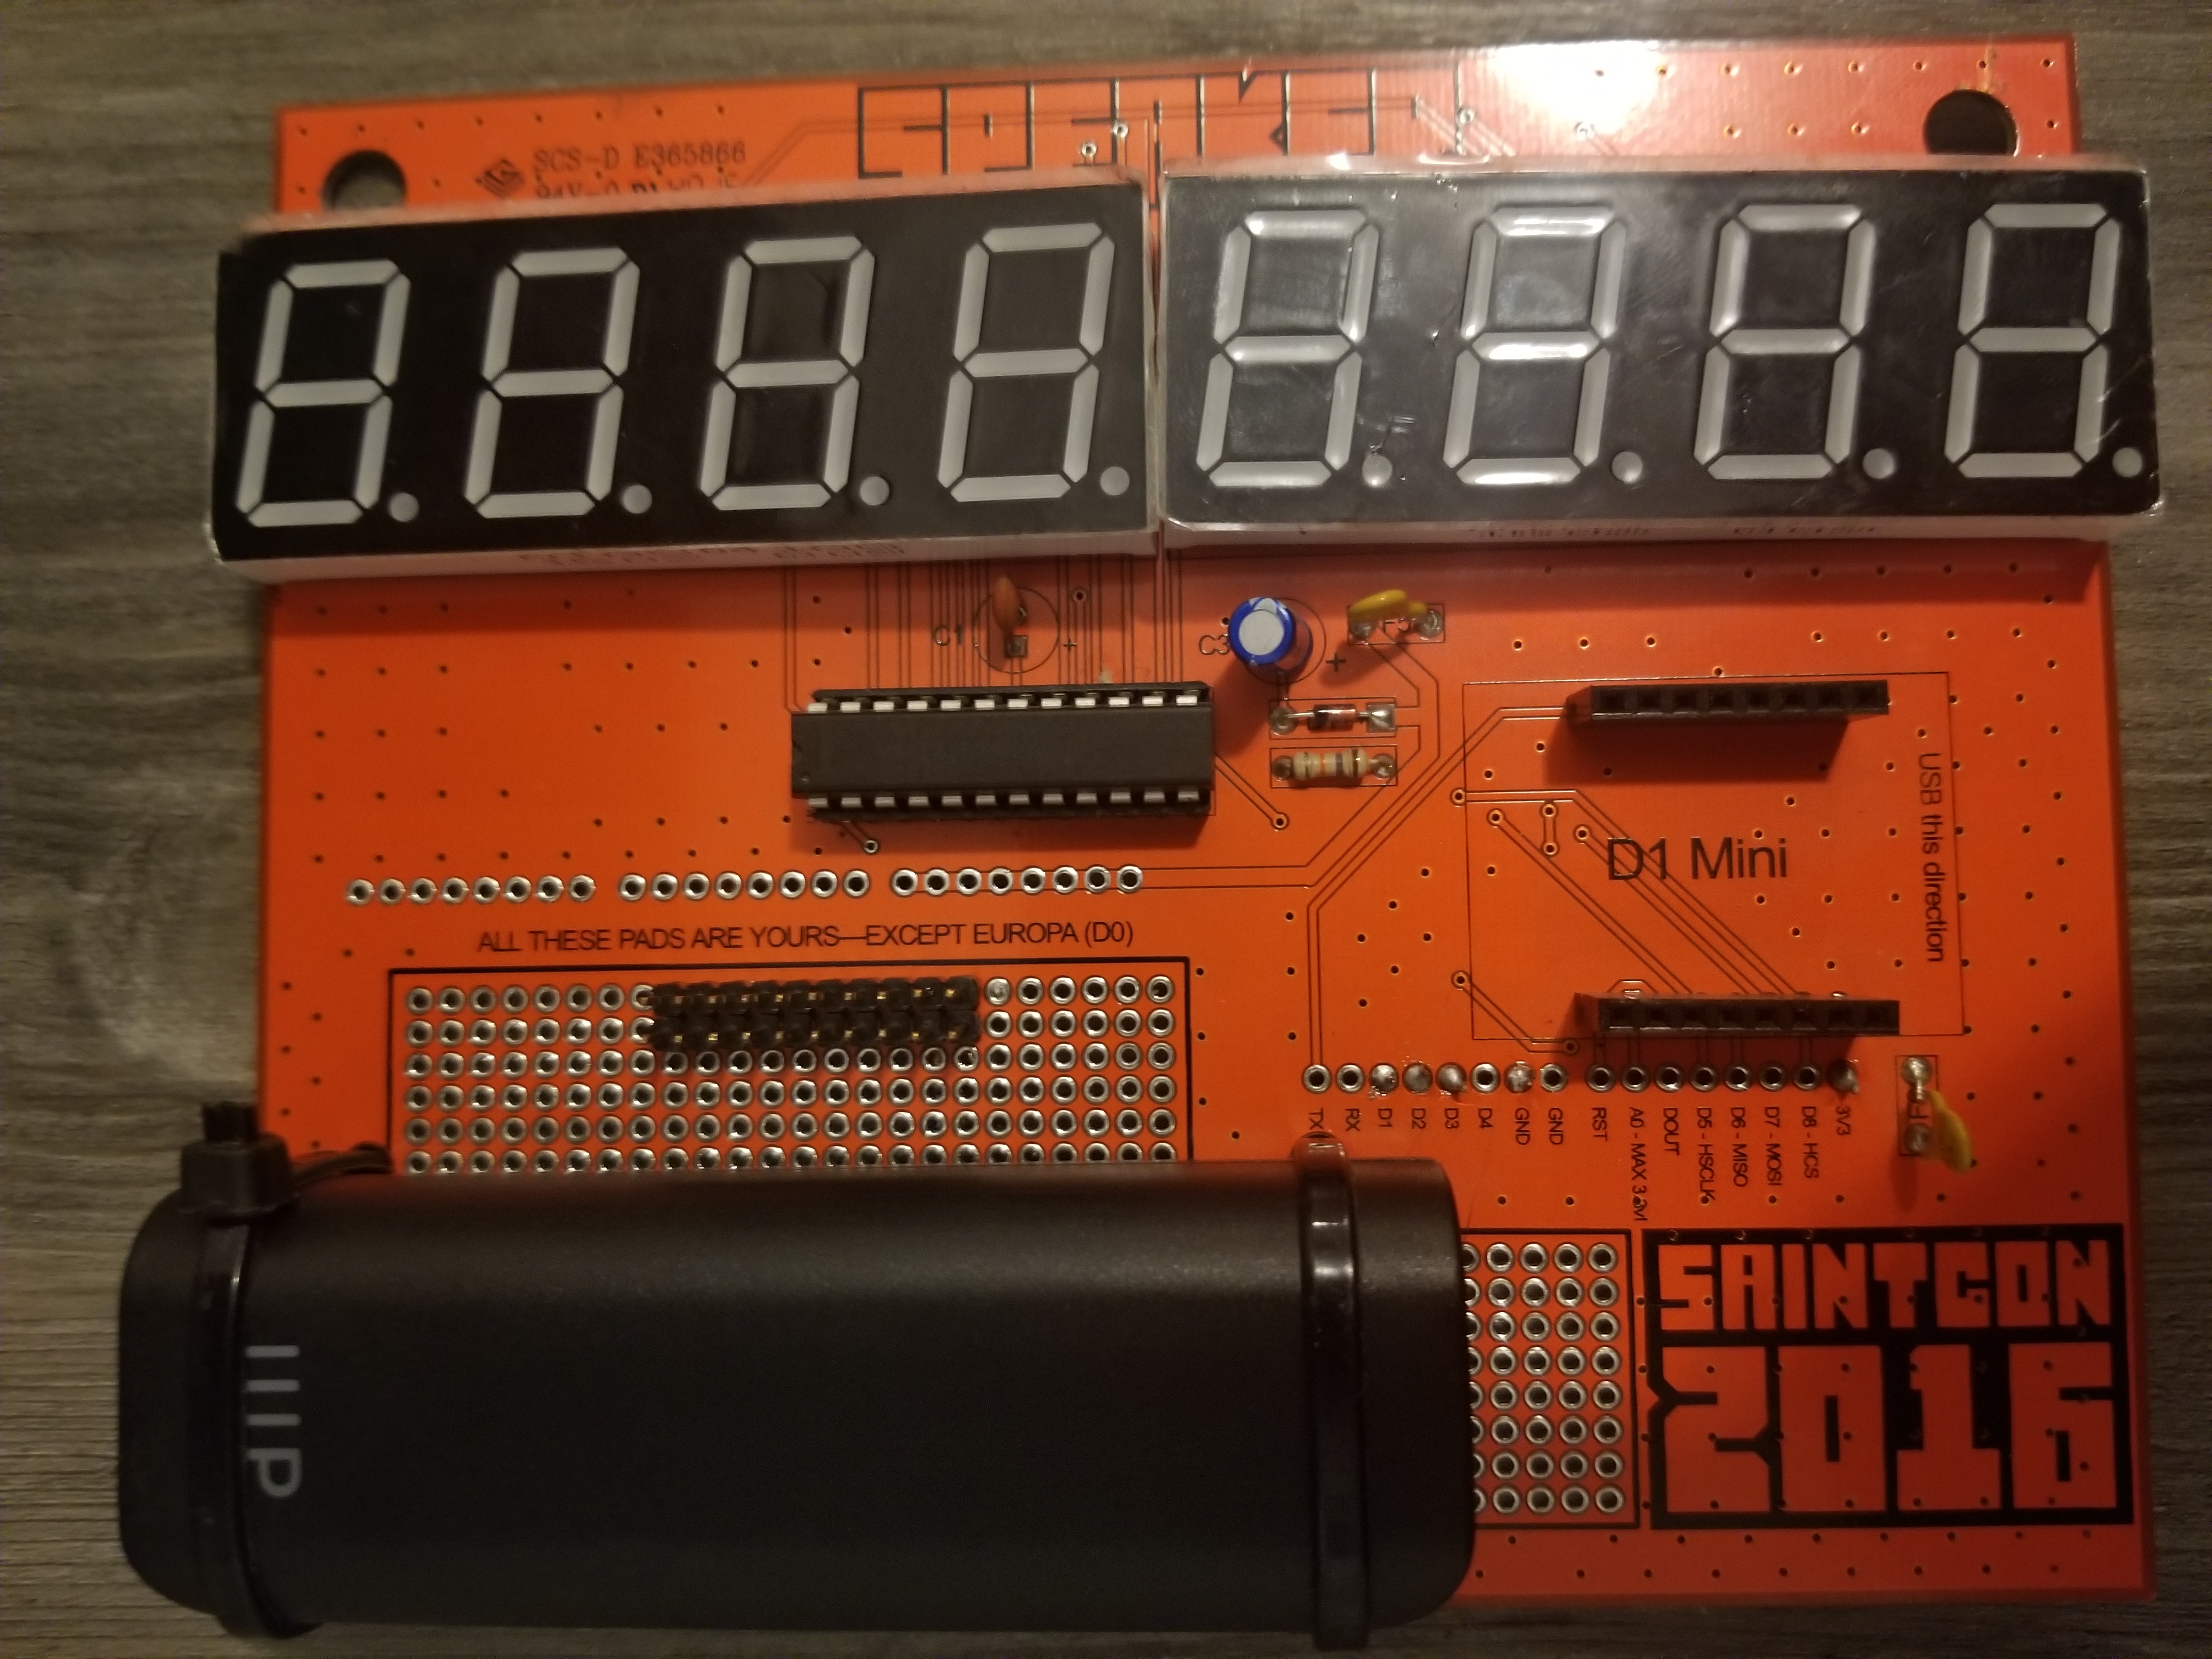 SCS-D E365866
94V-0
C1
+
C3
+
USB this direction
D1 Mini
ALL THESE PADS ARE YOURS—EXCEPT EUROPA (D0)
TX
RX
D1
D2
D3
D4
GND
GND
RST
A0 - MAX 3.3v!
DOUT
D5 - HSCLK
D6 - MISO
D7 - MOSI
D8 - HCS
3V3
SAINTCON
2016